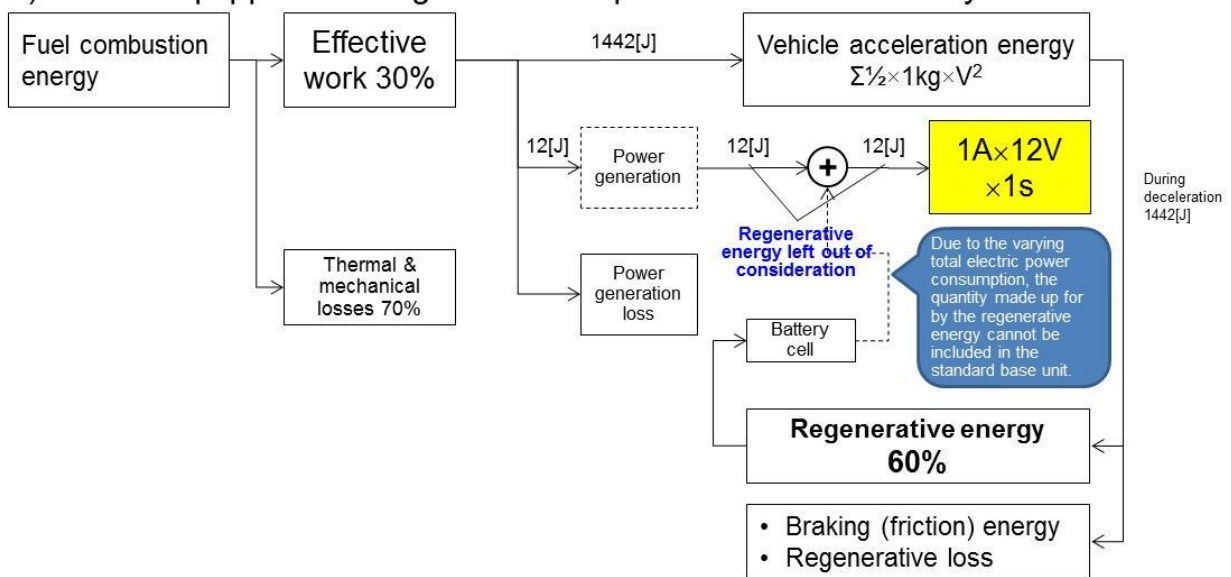 Fuel combustion
energy
Effective
work 30%
1442[J]
Vehicle acceleration energy
Σ½×1kg×V²
12[J]
Power
generation
12[J]
+
12[J]
1A×12V
×1s
During
deceleration
1442[J]
Regenerative
energy left out of
consideration
Due to the varying
total electric power
consumption, the
quantity made up for
by the regenerative
energy cannot be
included in the
standard base unit.
Thermal &
mechanical
losses 70%
Power
generation
loss
Battery
cell
Regenerative energy
60%
• Braking (friction) energy
• Regenerative loss